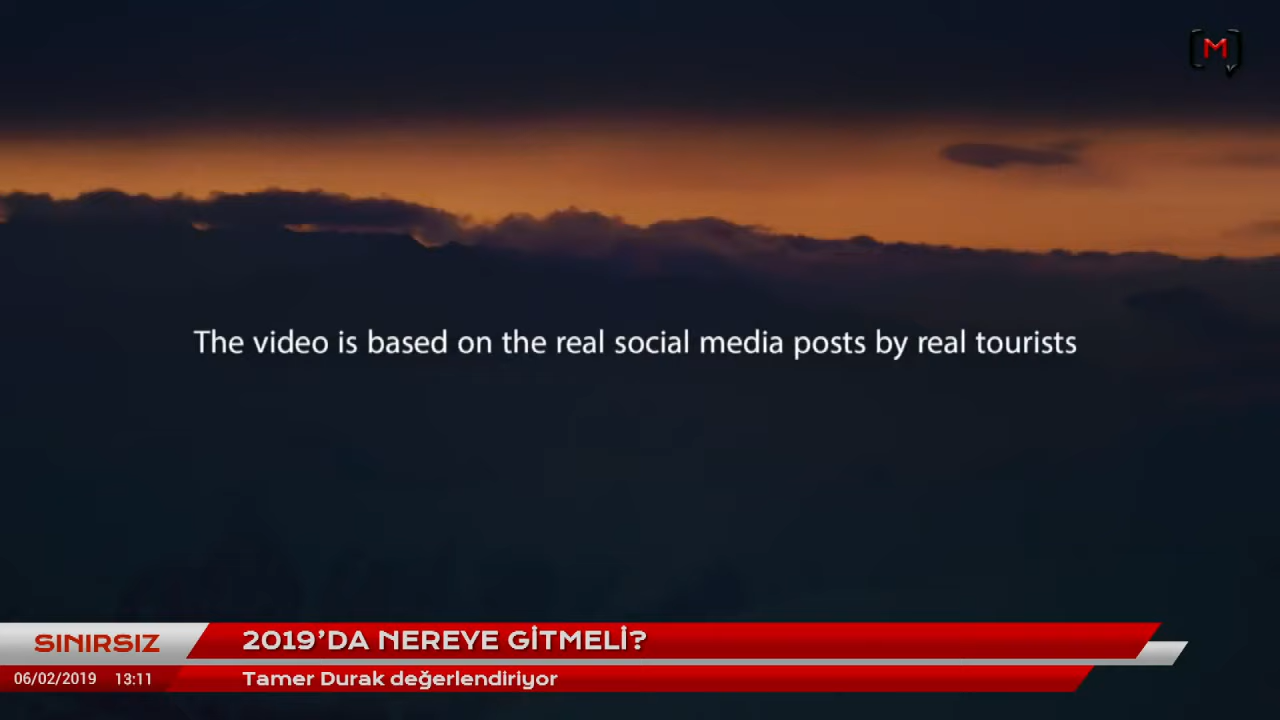 M
The video is based on the real social media posts by real tourists
SINIRSIZ
2019'DA NEREYE GİTMELİ?
06/02/2019 13:11
Tamer Durak değerlendiriyor